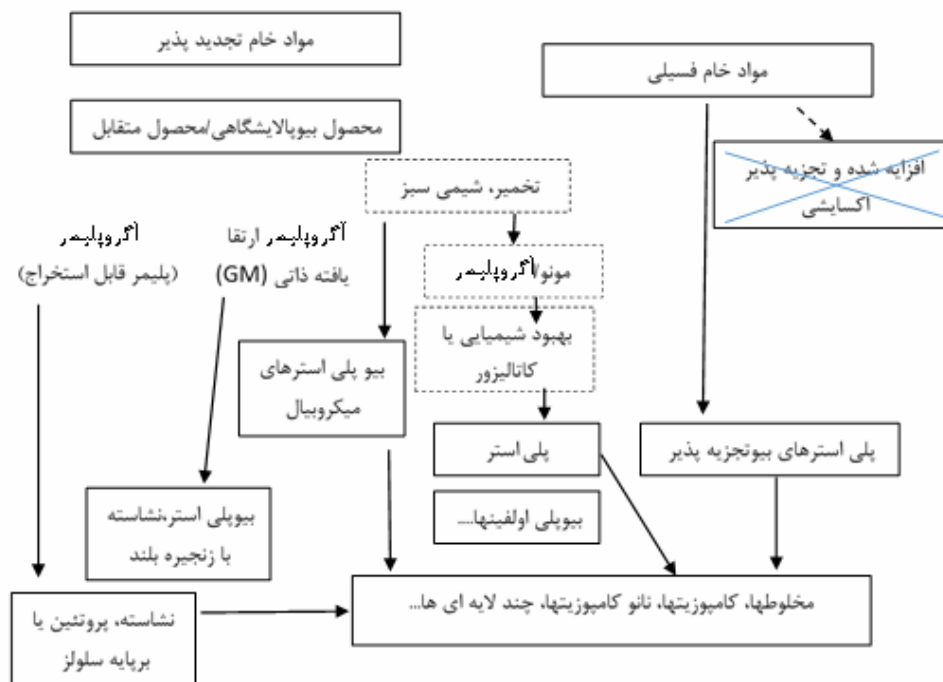 مواد خام تجدید پذیر
مواد خام فسیلی
محصول بیوپالایشگاهی/محصول متقابل
افزایه شده و تجزیه پذیر
اکسایشی
تخمیر، شیمی سبز
آگروپلیمر
(پلیمر قابل استخراج)
آگروپلیمر ارتقا
یافته ذاتی (GM)
مونو/آگروپلیمر
بهبود شیمیایی یا
کاتالیزور
بیو پلی استرهای
میکروبیال
پلی استر
پلی استرهای بیوتجزیه پذیر
بیوپلی استر،نشاسته
با زنجیره بلند
بیوپلی اولفینها....
مخلوطها، کامپوزیتها، نانو کامپوزیتها، چند لایه ای ها...
نشاسته، پروتئین یا
برپایه سلولز